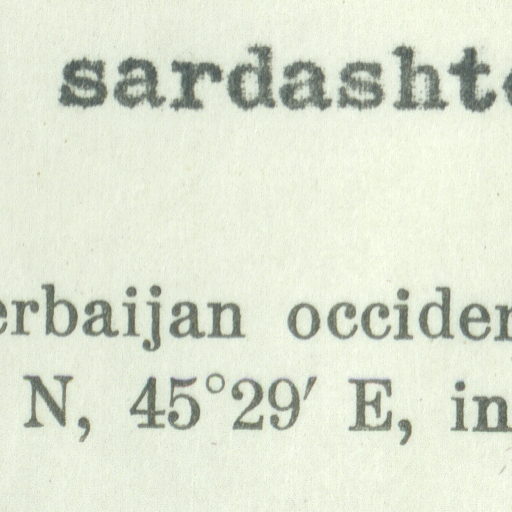 sardasht
erbaijan occiden
N, 45°29′ E, in